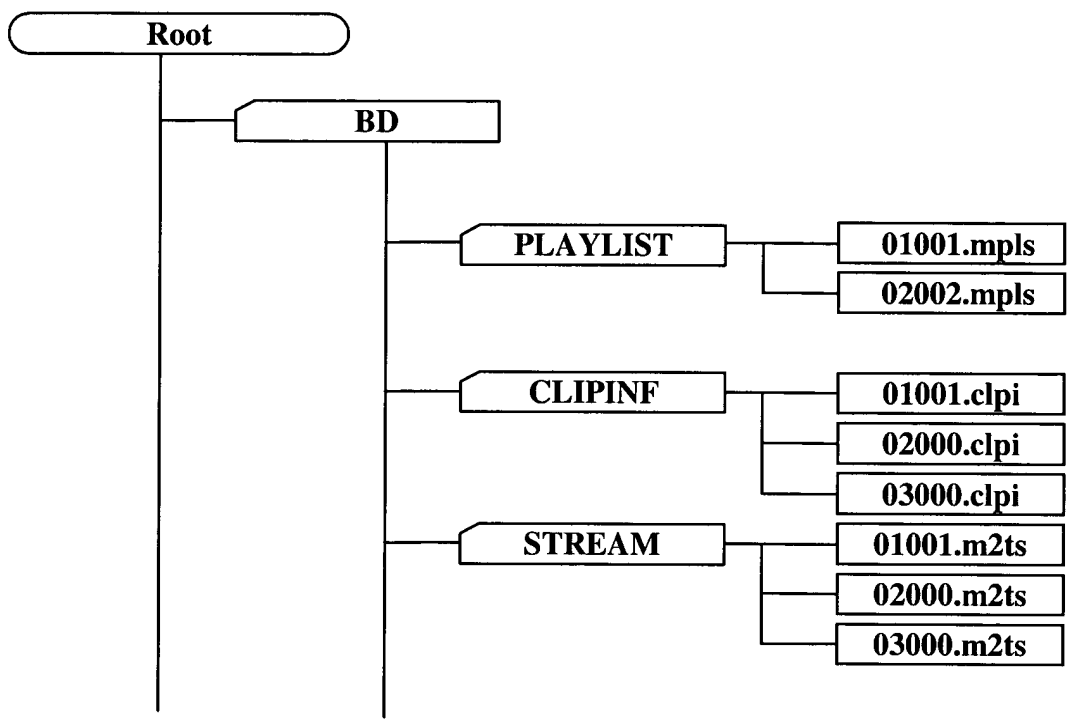 Root
BD
PLAYLIST
01001.mpls
02002.mpls
CLIPINF
01001.clpi
02000.clpi
03000.clpi
STREAM
01001.m2ts
02000.m2ts
03000.m2ts